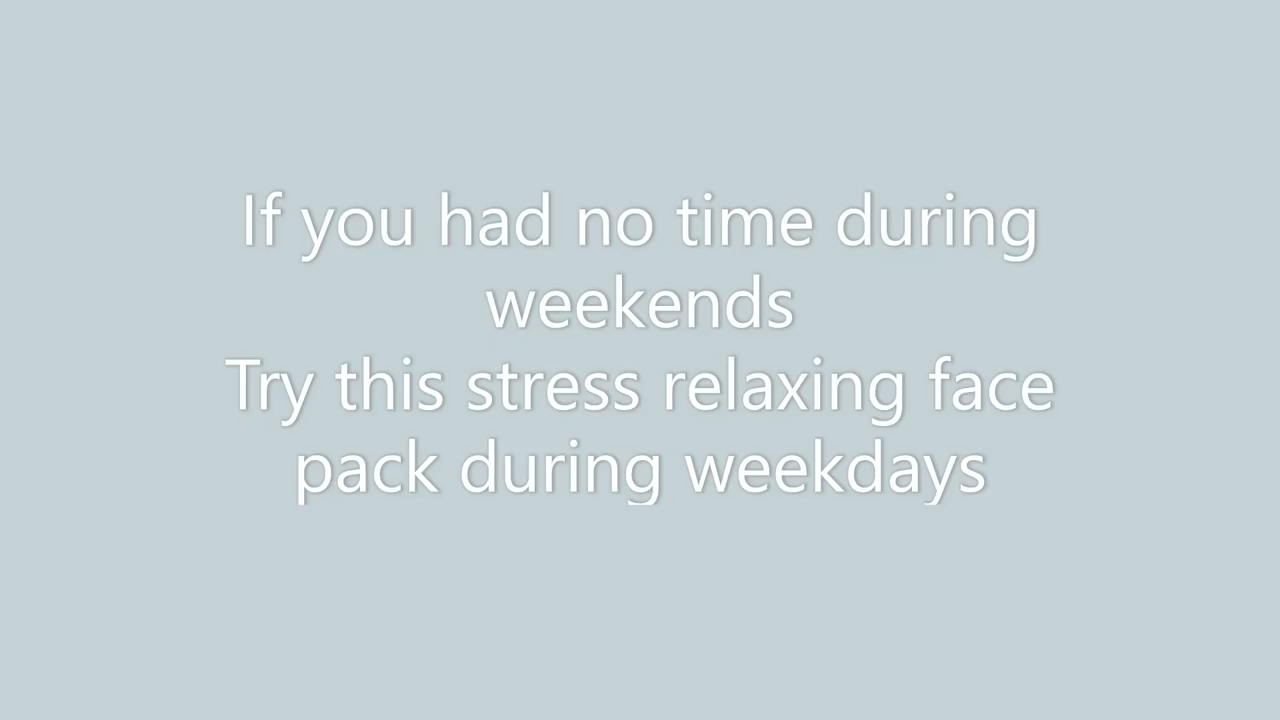 If you had no time during
weekends
Try this stress relaxing face
pack during weekdays